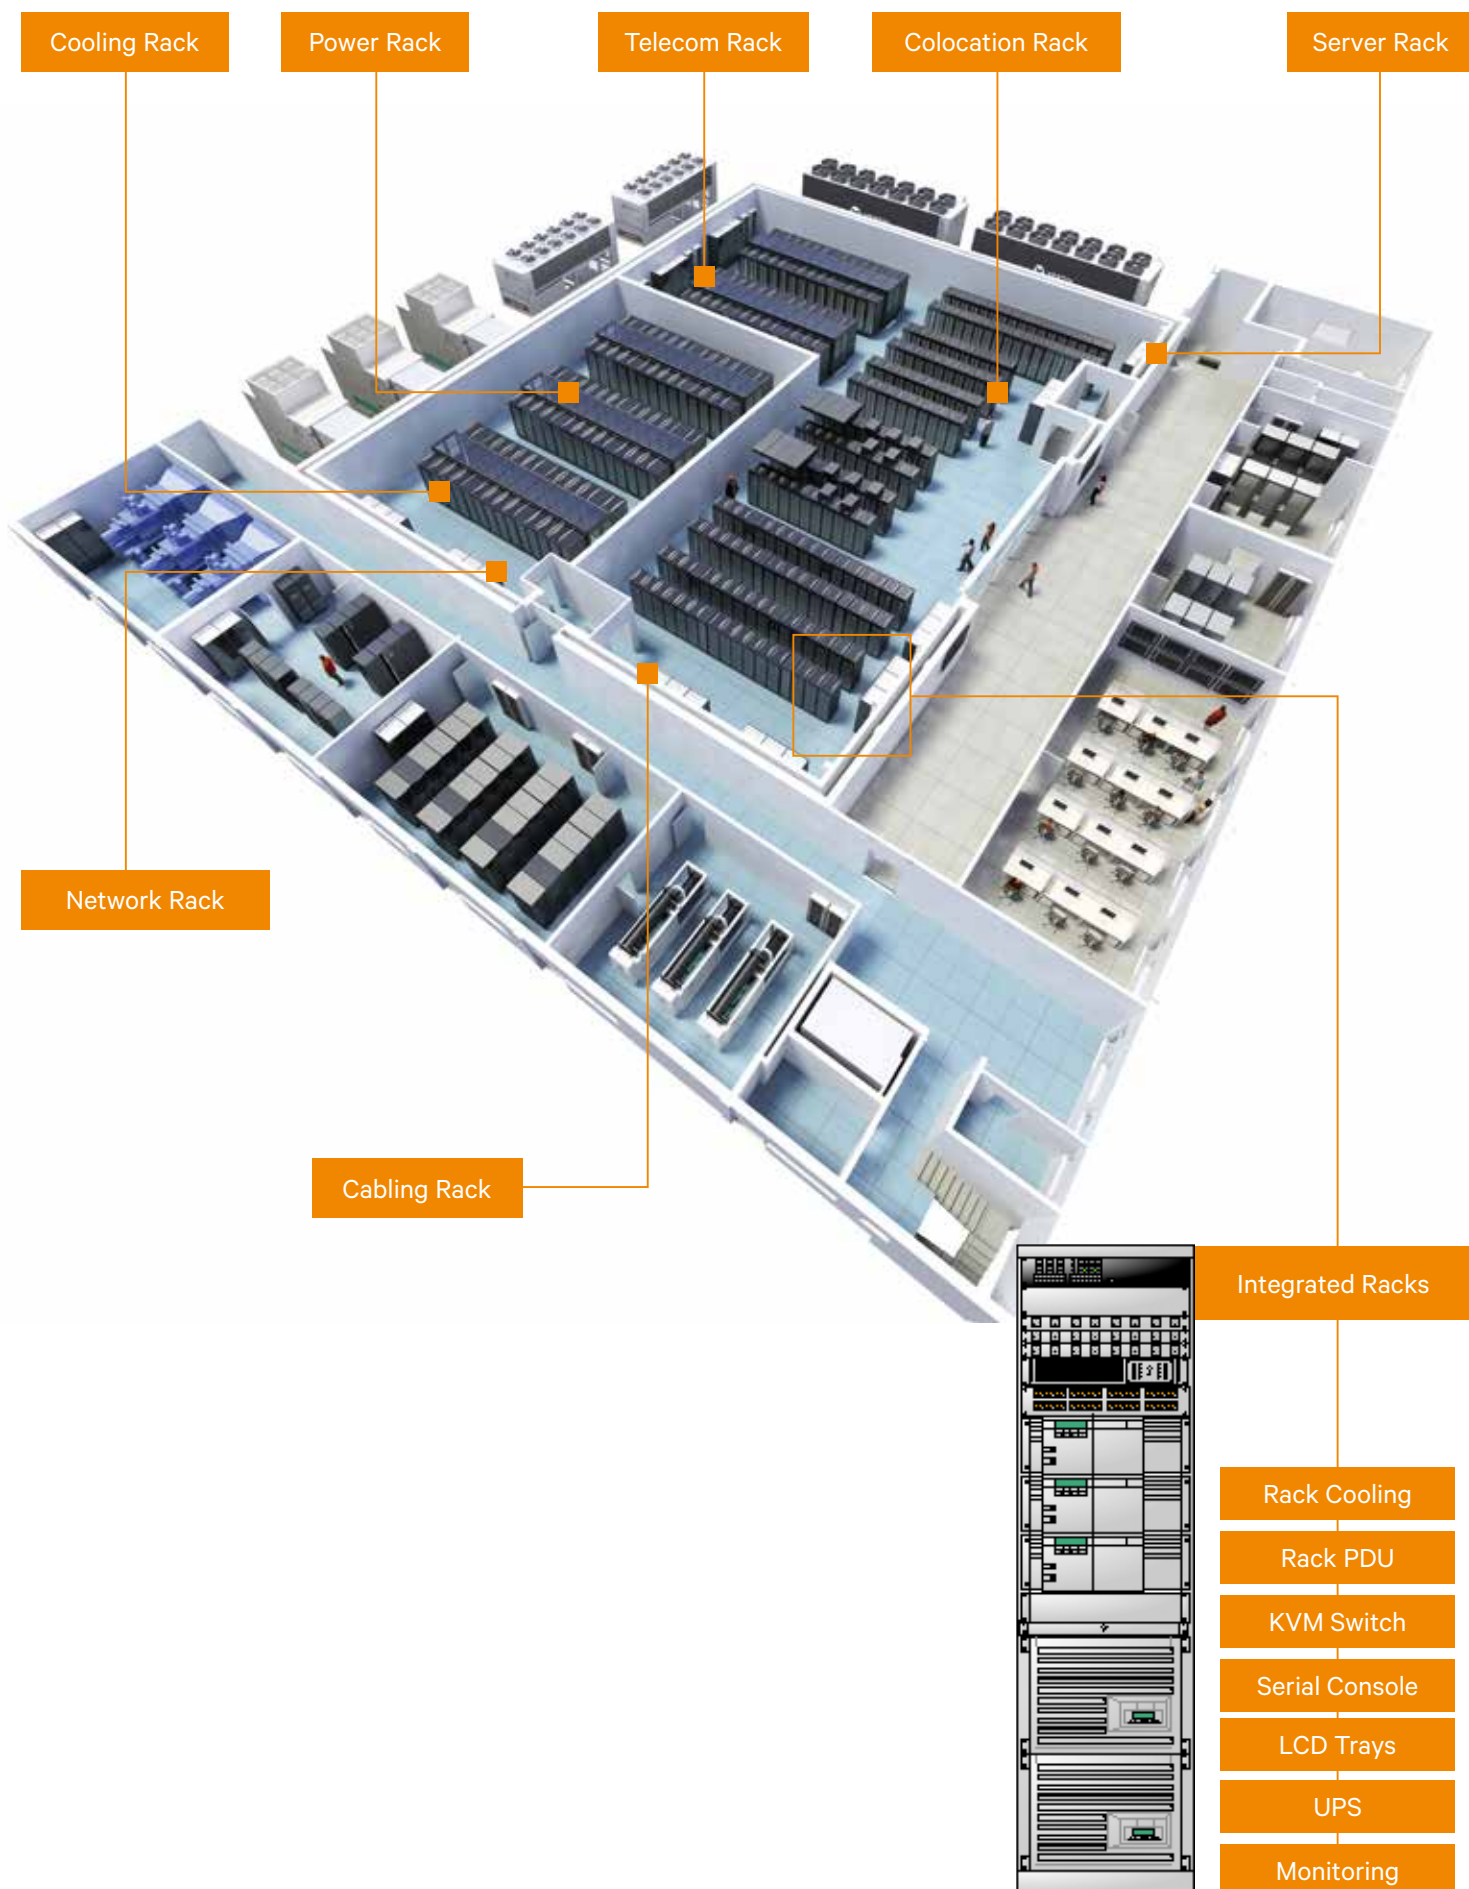 Cooling Rack
Power Rack
Telecom Rack
Colocation Rack
Server Rack
Network Rack
Cabling Rack
Integrated Racks
Rack Cooling
Rack PDU
KVM Switch
Serial Console
LCD Trays
UPS
Monitoring